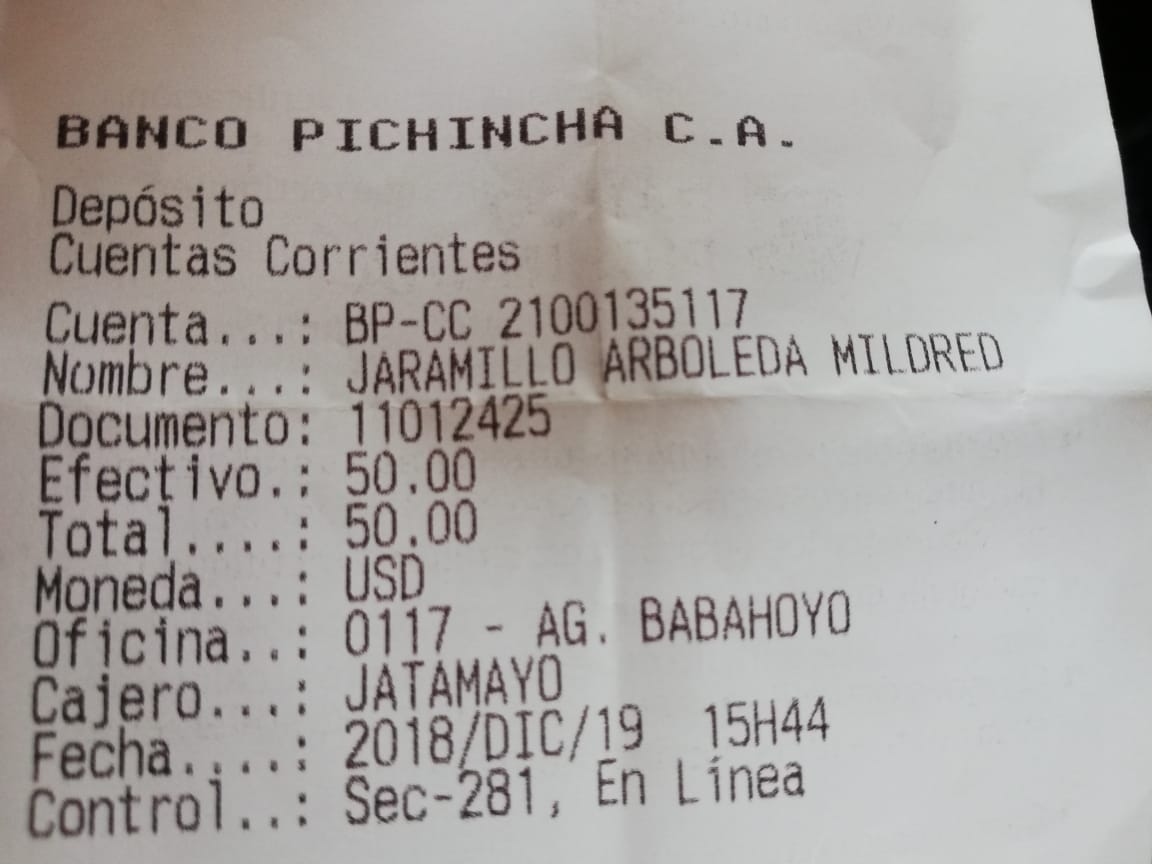 BANCO PICHINCHA C.A.
Depósito
Cuentas Corrientes
Cuenta...: BP-CC 2100135117
Nombre...: JARAMILLO ARBOLEDA MILDRED
Documento: 11012425
Efectivo.: 50.00
Total....: 50.00
Moneda...: USD
Oficina..: 0117 - AG. BABAHOYO
Cajero...: JATAMAYO
Fecha....: 2018/DIC/19 15H44
Control..: Sec-281, En Línea